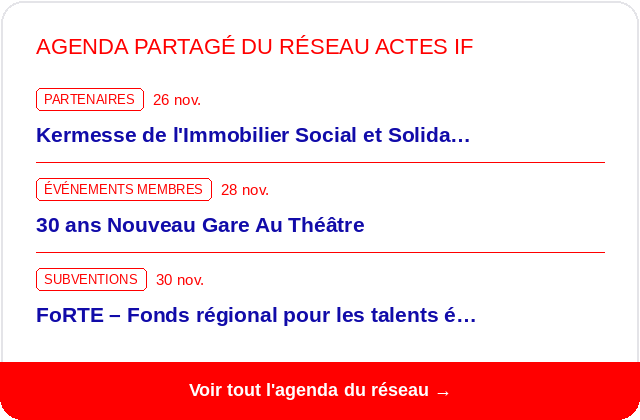 AGENDA PARTAGÉ DU RÉSEAU ACTES IF
PARTENAIRES 26 nov.
Kermesse de l'Immobilier Social et Solida…
ÉVÉNEMENTS MEMBRES 28 nov.
30 ans Nouveau Gare Au Théâtre
SUBVENTIONS 30 nov.
FoRTE – Fonds régional pour les talents é…
Voir tout l'agenda du réseau →